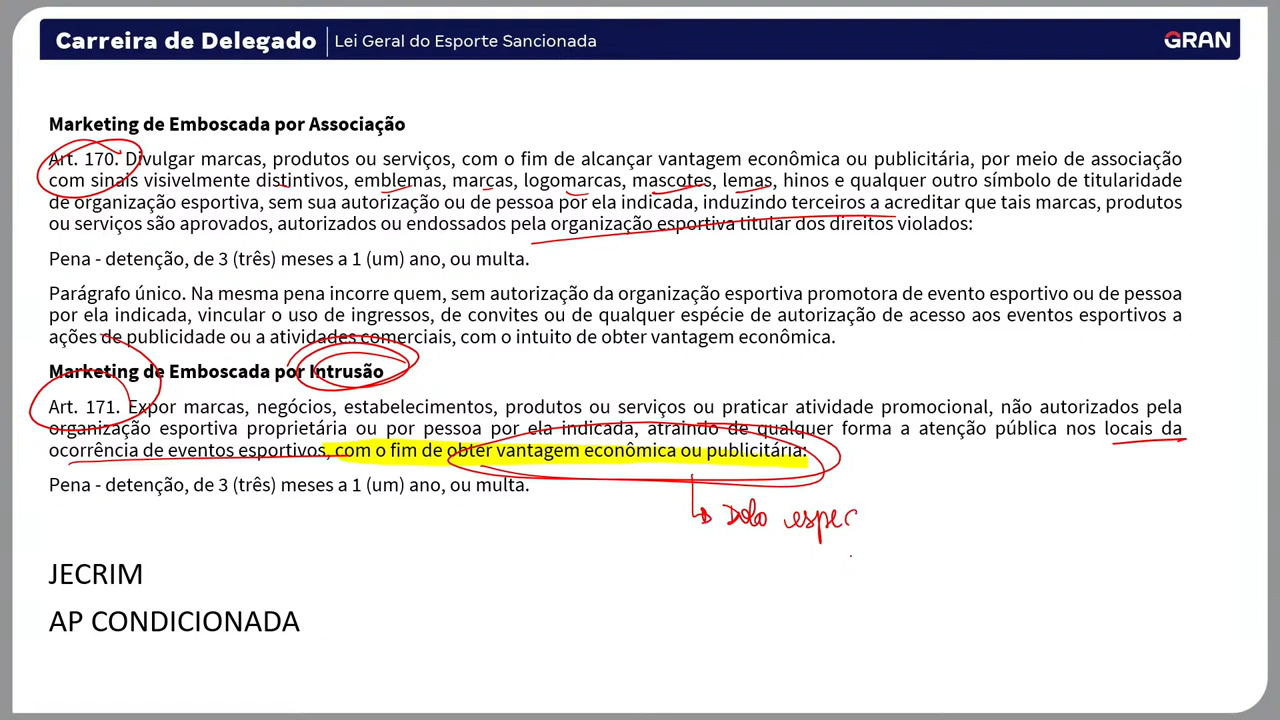 Carreira de Delegado | Lei Geral do Esporte Sancionada
GRAN
Marketing de Emboscada por Associação
Art. 170. Divulgar marcas, produtos ou serviços, com o fim de alcançar vantagem econômica ou publicitária, por meio de associação
com sinais visivelmente distintivos, emblemas, marcas, logomarcas, mascotes, lemas, hinos e qualquer outro símbolo de titularidade
de organização esportiva, sem sua autorização ou de pessoa por ela indicada, induzindo terceiros a acreditar que tais marcas, produtos
ou serviços são aprovados, autorizados ou endossados pela organização esportiva titular dos direitos violados:
Pena - detenção, de 3 (três) meses a 1 (um) ano, ou multa.
Parágrafo único. Na mesma pena incorre quem, sem autorização da organização esportiva promotora de evento esportivo ou de pessoa
por ela indicada, vincular o uso de ingressos, de convites ou de qualquer espécie de autorização de acesso aos eventos esportivos a
ações de publicidade ou a atividades comerciais, com o intuito de obter vantagem econômica.
Marketing de Emboscada por Intrusão
Art. 171. Expor marcas, negócios, estabelecimentos, produtos ou serviços ou praticar atividade promocional, não autorizados pela
organização esportiva proprietária ou por pessoa por ela indicada, atraindo de qualquer forma a atenção pública nos locais da
ocorrência de eventos esportivos, com o fim de obter vantagem econômica ou publicitária:
Pena - detenção, de 3 (três) meses a 1 (um) ano, ou multa.
Dolo espec
JECRIM
AP CONDICIONADA